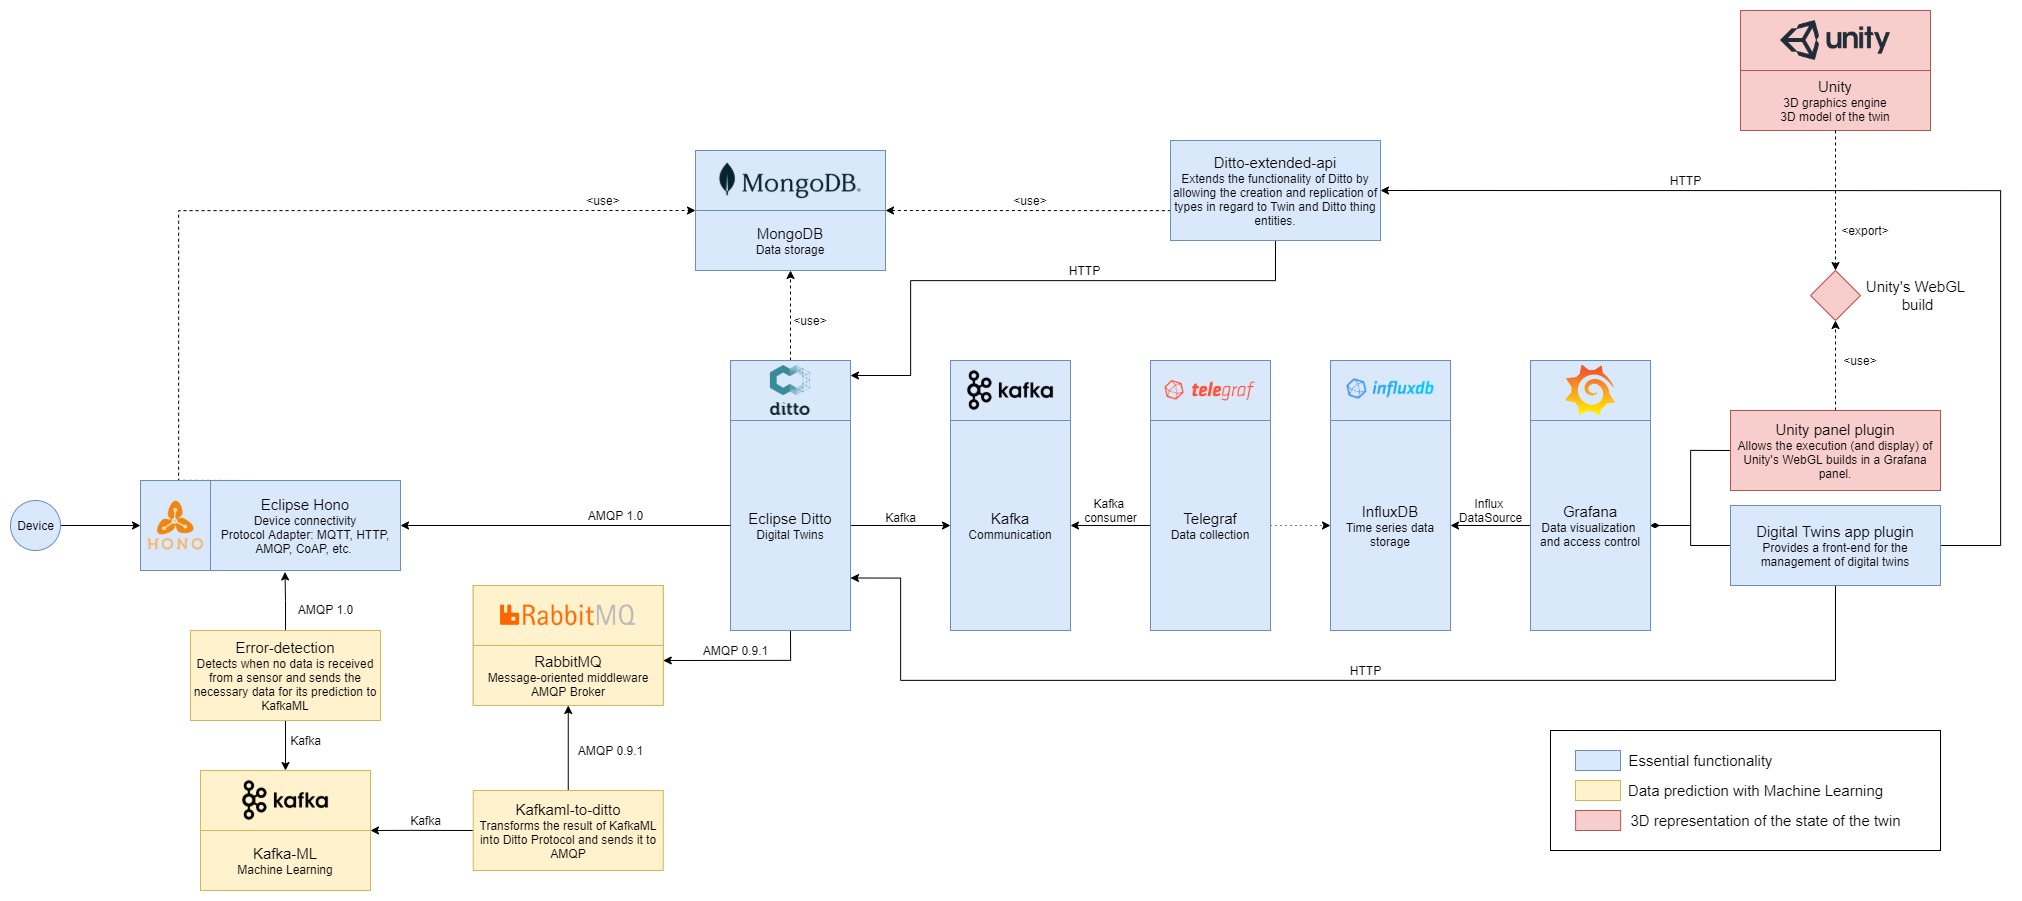 unity
Unity
3D graphics engine
3D model of the twin
MongoDB.
MongoDB
Data storage
<use>
<use>
<use>
Ditto-extended-api
Extends the functionality of Ditto by
allowing the creation and replication of
types in regard to Twin and Ditto thing
entities.
HTTP
HTTP
<export>
Unity's WebGL
build
<use>
ditto
Eclipse Ditto
Digital Twins
kafka
Kafka
Communication
telegraf
Telegraf
Data collection
influxdb
InfluxDB
Time series data
storage
Grafana
Data visualization
and access control
Unity panel plugin
Allows the execution (and display) of
Unity's WebGL builds in a Grafana
panel.
Digital Twins app plugin
Provides a front-end for the
management of digital twins
Device
HONO
Eclipse Hono
Device connectivity
Protocol Adapter: MQTT, HTTP,
AMQP, CoAP, etc.
AMQP 1.0
Kafka
Kafka
consumer
Influx
DataSource
AMQP 1.0
RabbitMQ
RabbitMQ
Message-oriented middleware
AMQP Broker
AMQP 0.9.1
HTTP
Error-detection
Detects when no data is received
from a sensor and sends the
necessary data for its prediction to
KafkaML
Kafka
AMQP 0.9.1
kafka
Kafka-ML
Machine Learning
Kafka
Kafkaml-to-ditto
Transforms the result of KafkaML
into Ditto Protocol and sends it to
AMQP
Essential functionality
Data prediction with Machine Learning
3D representation of the state of the twin